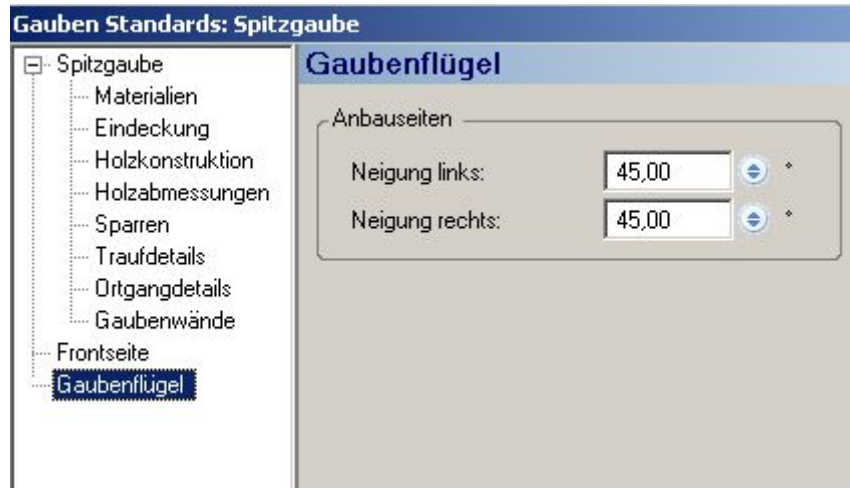 Gauben Standards: Spitzgaube
Spitzgaube
Materialien
Eindeckung
Holzkonstruktion
Holzabmessungen
Sparren
Traufdetails
Ortgangdetails
Gaubenwände
Frontseite
Gaubenflügel
Gaubenflügel
Anbauseiten
Neigung links: 45,00 °
Neigung rechts: 45,00 °